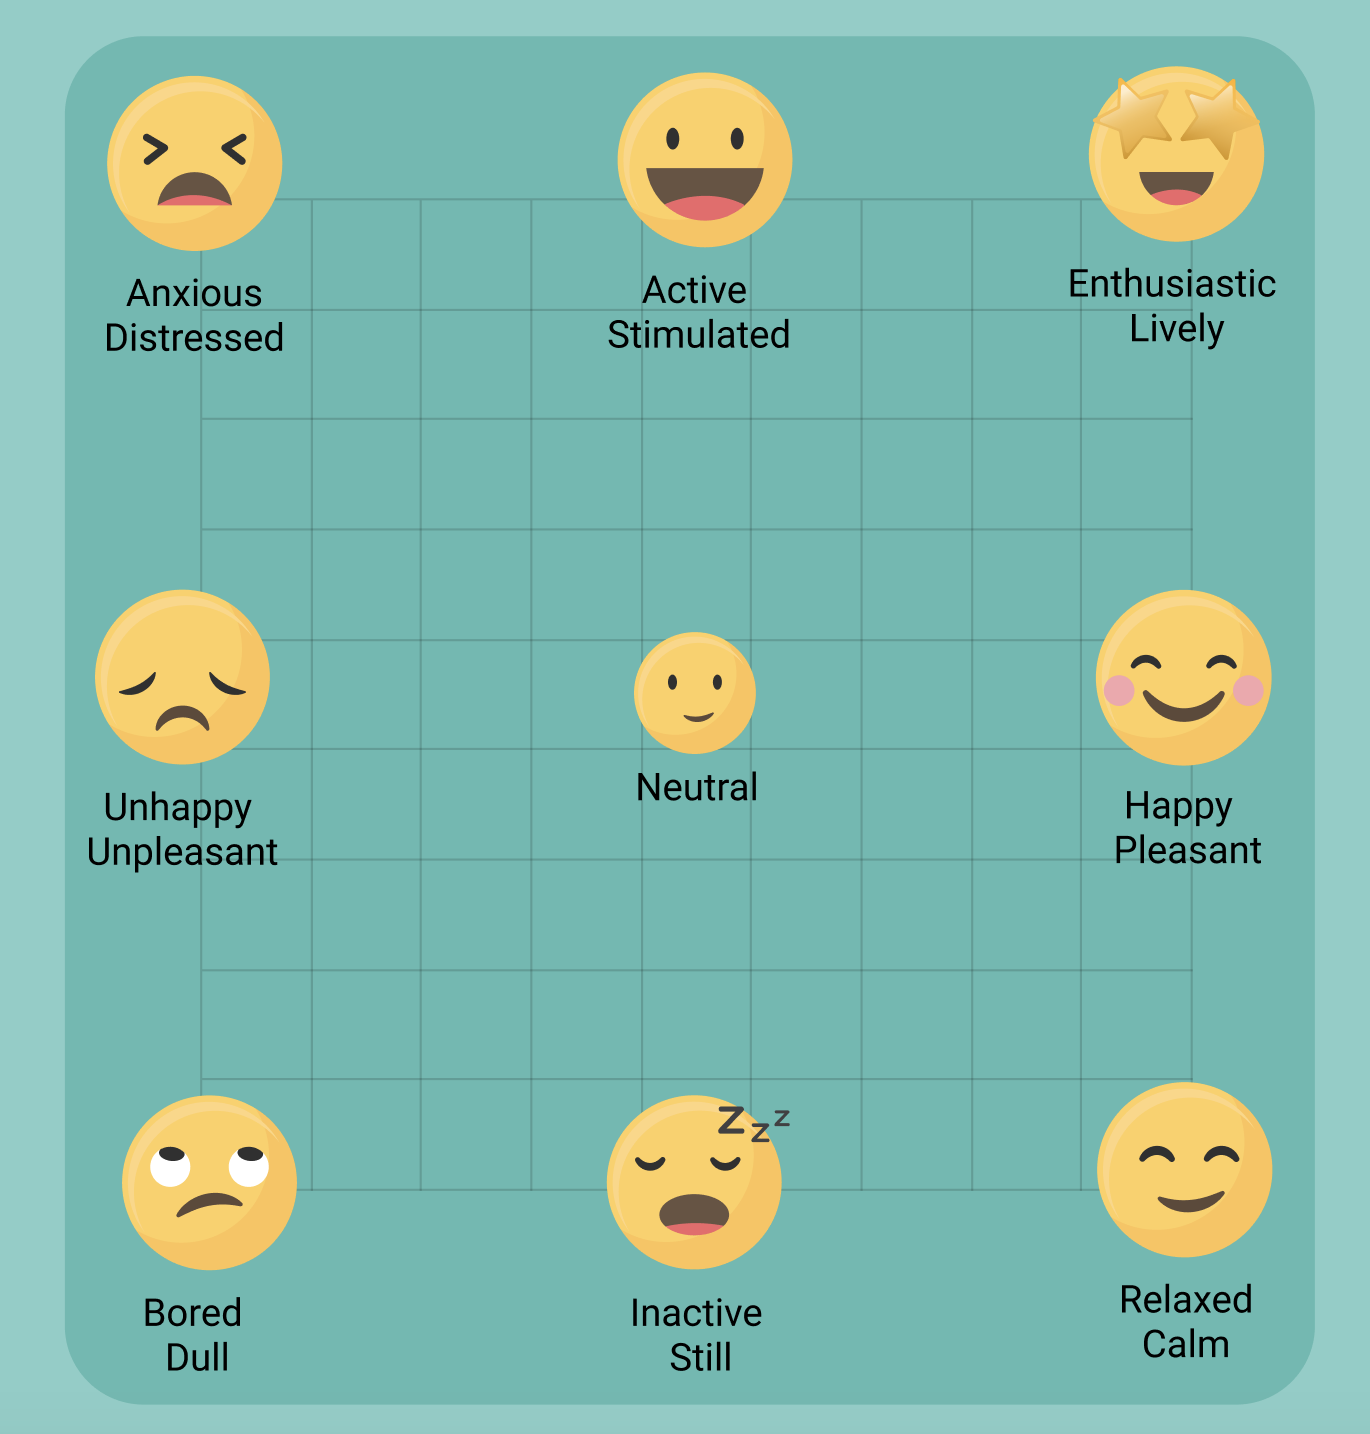 Anxious
Distressed
Active
Stimulated
Enthusiastic
Lively
Unhappy
Unpleasant
Neutral
Happy
Pleasant
z z z
Bored
Dull
Inactive
Still
Relaxed
Calm